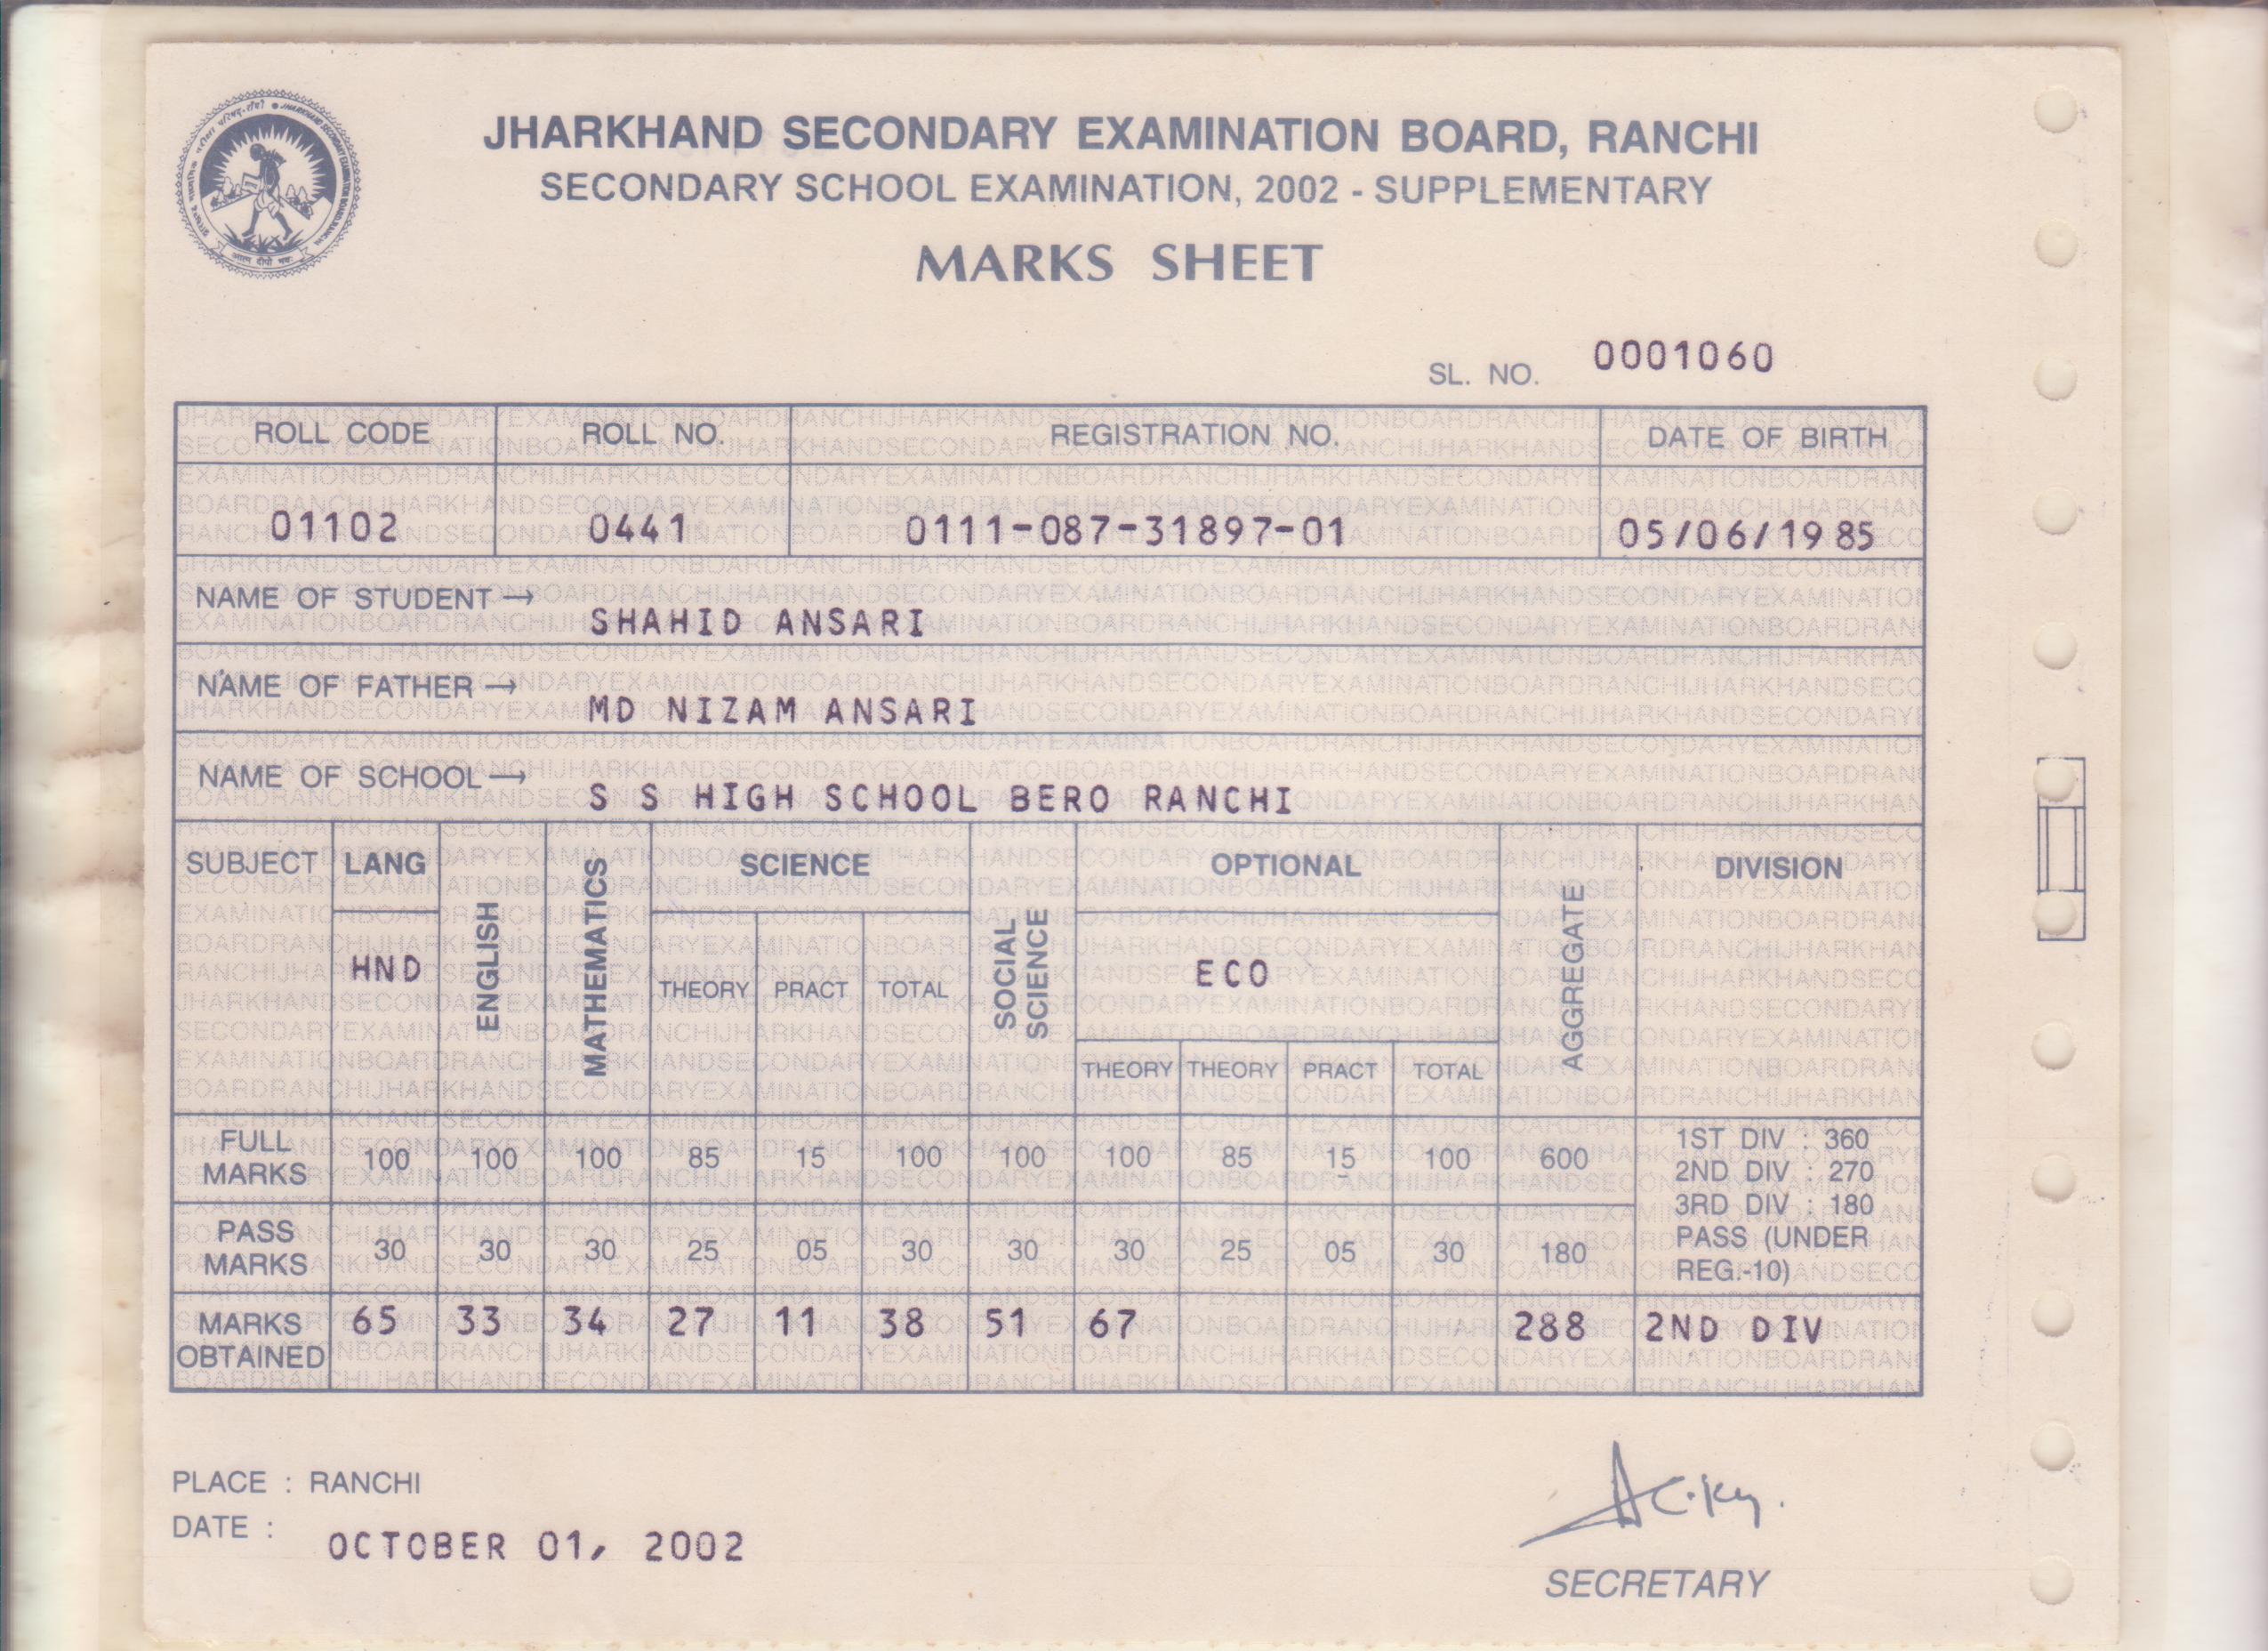 JHARKHAND SECONDARY EXAMINATION BOARD, RANCHI
SECONDARY SCHOOL EXAMINATION, 2002 - SUPPLEMENTARY
MARKS SHEET
SL. NO. 0001060
ROLL CODE ROLL NO. REGISTRATION NO. DATE OF BIRTH
01102 0441 0111-087-31897-01 05/06/1985
NAME OF STUDENT → SHAHID ANSARI
NAME OF FATHER → MD NIZAM ANSARI
NAME OF SCHOOL → S S HIGH SCHOOL BERO RANCHI
SUBJECT LANG ENGLISH MATHEMATICS SCIENCE SOCIAL SCIENCE OPTIONAL AGGREGATE DIVISION
HND THEORY PRACT TOTAL ECO
THEORY THEORY PRACT TOTAL
FULL MARKS 100 100 100 85 15 100 100 100 85 15 100 600 1ST DIV : 360
2ND DIV : 270
3RD DIV : 180
PASS MARKS 30 30 30 25 05 30 30 30 25 05 30 180 PASS (UNDER
REG.-10)
MARKS OBTAINED 65 33 34 27 11 38 51 67 288 2ND DIV
PLACE : RANCHI
DATE : OCTOBER 01, 2002
SECRETARY